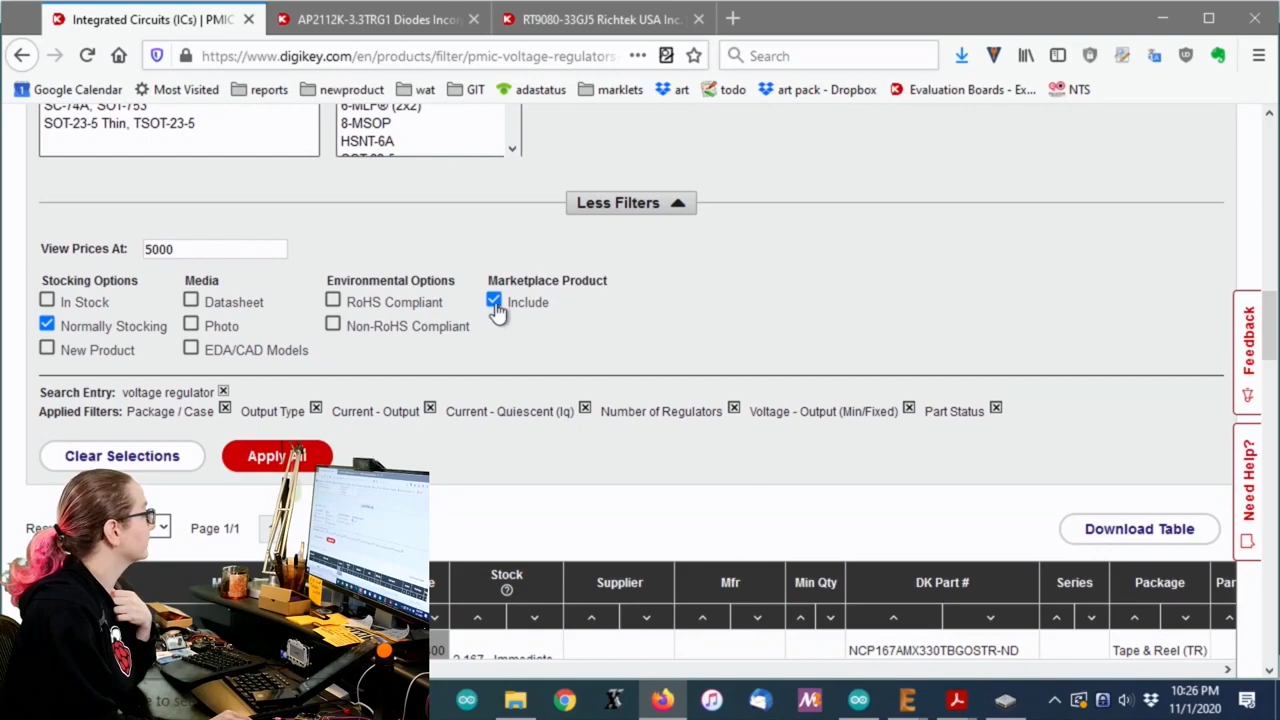 Integrated Circuits (ICs) | PMIC
AP2112K-3.3TRG1 Diodes Incor
RT9080-33GJ5 Richtek USA Inc.
https://www.digikey.com/en/products/filter/pmic-voltage-regulators-
Search
Google Calendar
Most Visited
reports
newproduct
wat
GIT
adastatus
marklets
art
todo
art pack - Dropbox
Evaluation Boards - Ex...
NTS
SC-74A, SOT-753
SOT-23-5 Thin, TSOT-23-5
6-MLF® (2x2)
8-MSOP
HSNT-6A
Less Filters
View Prices At: 5000
Stocking Options
In Stock
Normally Stocking
New Product
Media
Datasheet
Photo
EDA/CAD Models
Environmental Options
RoHS Compliant
Non-RoHS Compliant
Marketplace Product
Include
Search Entry: voltage regulator
Applied Filters: Package / Case Output Type Current - Output Current - Quiescent (Iq) Number of Regulators Voltage - Output (Min/Fixed) Part Status
Clear Selections
Apply All
Page 1/1
Download Table
Feedback
Need Help?
Stock
Supplier
Mfr
Min Qty
DK Part #
Series
Package
Par
NCP167AMX330TBGOSTR-ND
Tape & Reel (TR)
10:26 PM
11/1/2020